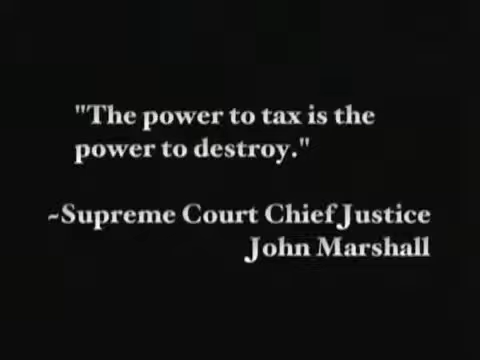 "The power to tax is the
power to destroy."
~Supreme Court Chief Justice
John Marshall